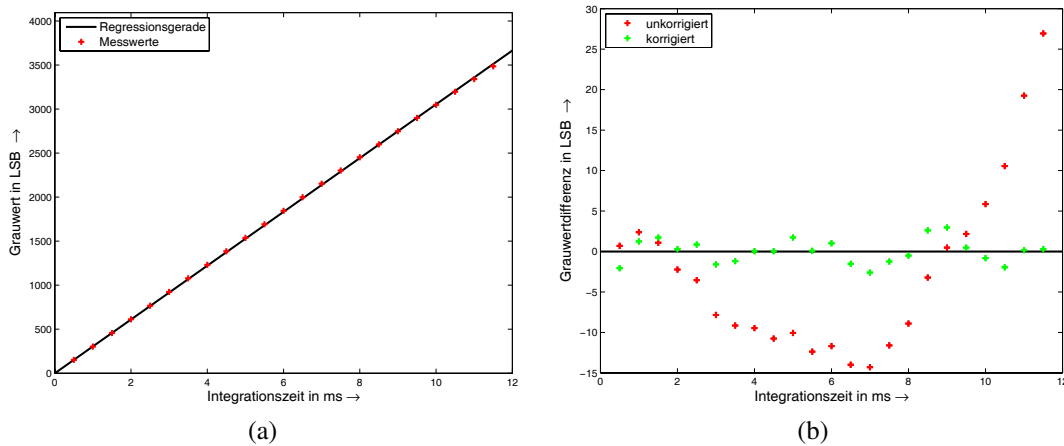 Regressionsgerade
Messwerte
4000
3500
3000
2500
2000
1500
1000
500
0
Grauwert in LSB →
0 2 4 6 8 10 12
Integrationszeit in ms →
(a)
unkorrigiert
korrigiert
30
25
20
15
10
5
0
−5
−10
−15
Grauwertdifferenz in LSB →
0 2 4 6 8 10 12
Integrationszeit in ms →
(b)